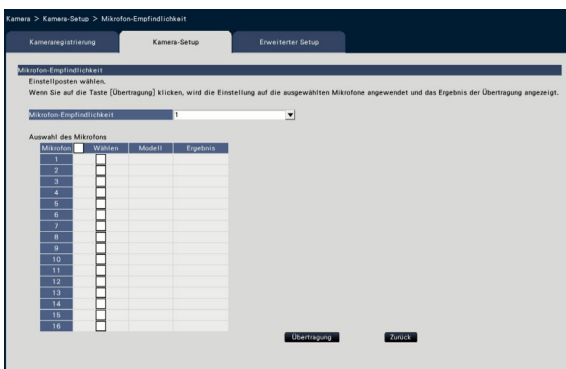 Kamera > Kamera-Setup > Mikrofon-Empfindlichkeit
Kameraregistrierung Kamera-Setup Erweiterter Setup
Mikrofon-Empfindlichkeit
Einstellposten wählen,
Wenn Sie auf die Taste [Übertragung] klicken, wird die Einstellung auf die ausgewählten Mikrofone angewendet und das Ergebnis der Übertragung angezeigt.
Mikrofon-Empfindlichkeit 1
Auswahl des Mikrofons
Mikrofon Wählen Modell Ergebnis
1
2
3
4
5
6
7
8
9
10
11
12
13
14
15
16
Übertragung Zurück